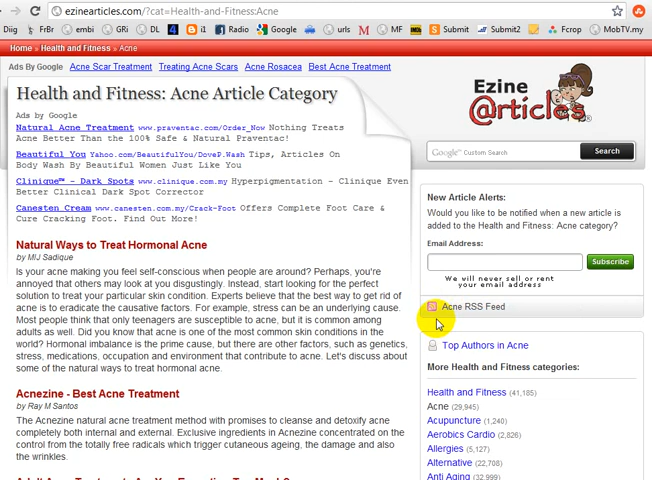 ezinearticles.com/?cat=Health-and-Fitness:Acne
Diig FrBr embi GRi DL 4 i1 Radio Google urls M MF imgs Sub Submit2 Fcrop MobTV.my
Home » Health and Fitness » Acne
Ads By Google Acne Scar Treatment Treating Acne Scars Acne Rosacea Best Acne Treatment
Health and Fitness: Acne Article Category
Ads by Google
Natural Acne Treatment www.praventac.com/Order_Now Nothing Treats
Acne Better Than the 100% Safe & Natural Praventac!
Beautiful You Yahoo.com/BeautifulYou/DoveP.Wash Tips, Articles On
Body Wash By Beautiful Women Just Like You
Clinique™ - Dark Spots www.clinique.com.my Hyperpigmentation - Clinique Even
Better Clinical Dark Spot Corrector
Canesten Cream www.canesten.com.my/Crack-Foot Offers Complete Foot Care &
Cure Cracking Foot. Find Out More!
Natural Ways to Treat Hormonal Acne
by MIJ Sadique
Is your acne making you feel self-conscious when people are around? Perhaps, you're
annoyed that others may look at you disgustingly. Instead, start looking for the perfect
solution to treat your particular skin condition. Experts believe that the best way to get rid of
acne is to eradicate the causative factors. For example, stress can be an underlying cause.
Most people think that only teenagers are susceptible to acne, but it is common among
adults as well. Did you know that acne is one of the most common skin conditions in the
world? Hormonal imbalance is the prime cause, but there are other factors, such as genetics,
stress, medications, occupation and environment that contribute to acne. Let's discuss about
some of the natural ways to treat hormonal acne.
Acnezine - Best Acne Treatment
by Ray M Santos
The Acnezine natural acne treatment method with promises to cleanse and detoxify acne
completely both internal and external. Exclusive ingredients in Acnezine concentrated on the
control from the totally free radicals which trigger cutaneous ageing, the damage and also
the wrinkles.
Ezine
@rticles®
Google™ Custom Search Search
New Article Alerts:
Would you like to be notified when a new article is
added to the Health and Fitness: Acne category?
Email Address:
Subscribe
We will never sell or rent
your email address
Acne RSS Feed
Top Authors in Acne
More Health and Fitness categories:
Health and Fitness (41,185)
Acne (29,945)
Acupuncture (1,240)
Aerobics Cardio (2,826)
Allergies (5,127)
Alternative (22,708)
Anti Aging (32,999)